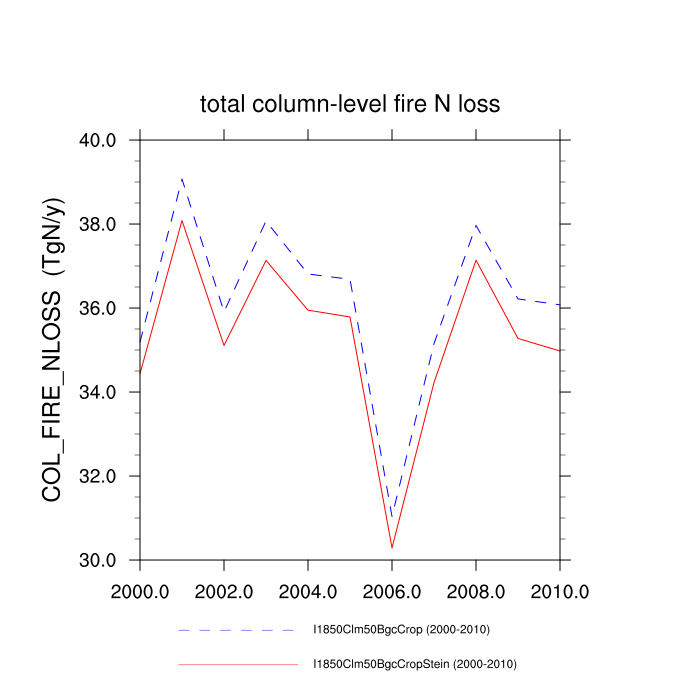 total column-level fire N loss
COL_FIRE_NLOSS (TgN/y)
40.0
38.0
36.0
34.0
32.0
30.0
2000.0 2002.0 2004.0 2006.0 2008.0 2010.0
I1850Clm50BgcCrop (2000-2010)
I1850Clm50BgcCropStein (2000-2010)